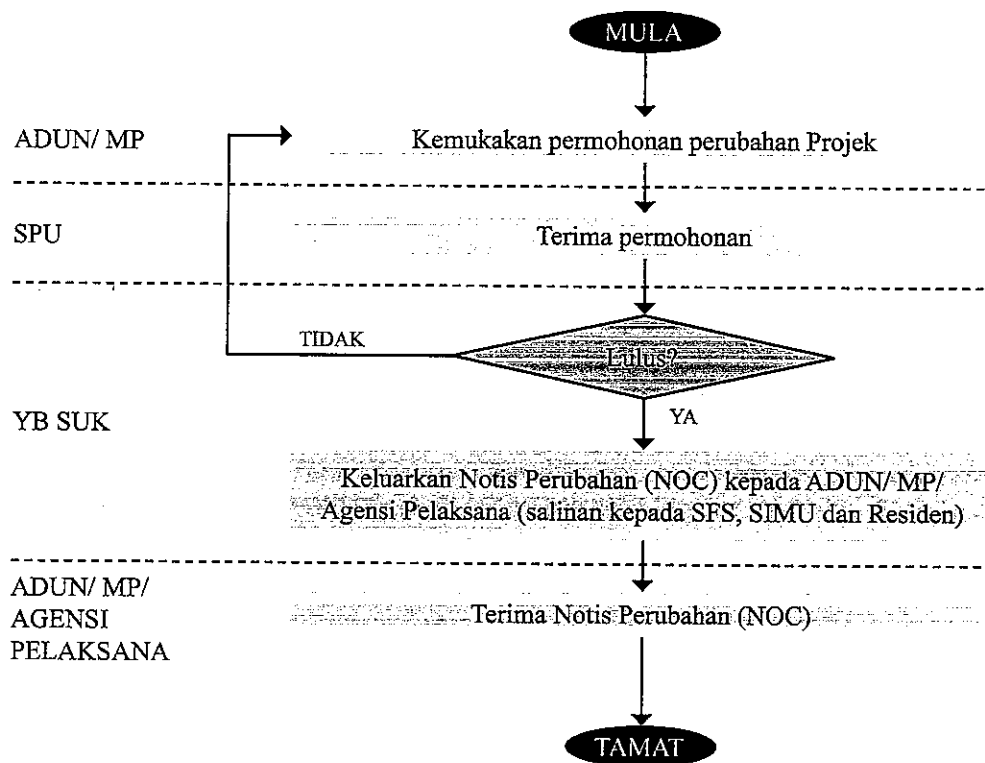 MULA
ADUN/ MP
Kemukakan permohonan perubahan Projek
SPU
Terima permohonan
TIDAK
Lulus?
YA
YB SUK
Keluarkan Notis Perubahan (NOC) kepada ADUN/ MP/
Agensi Pelaksana (salinan kepada SFS, SIMU dan Residen)
ADUN/ MP/
AGENSI
PELAKSANA
Terima Notis Perubahan (NOC)
TAMAT